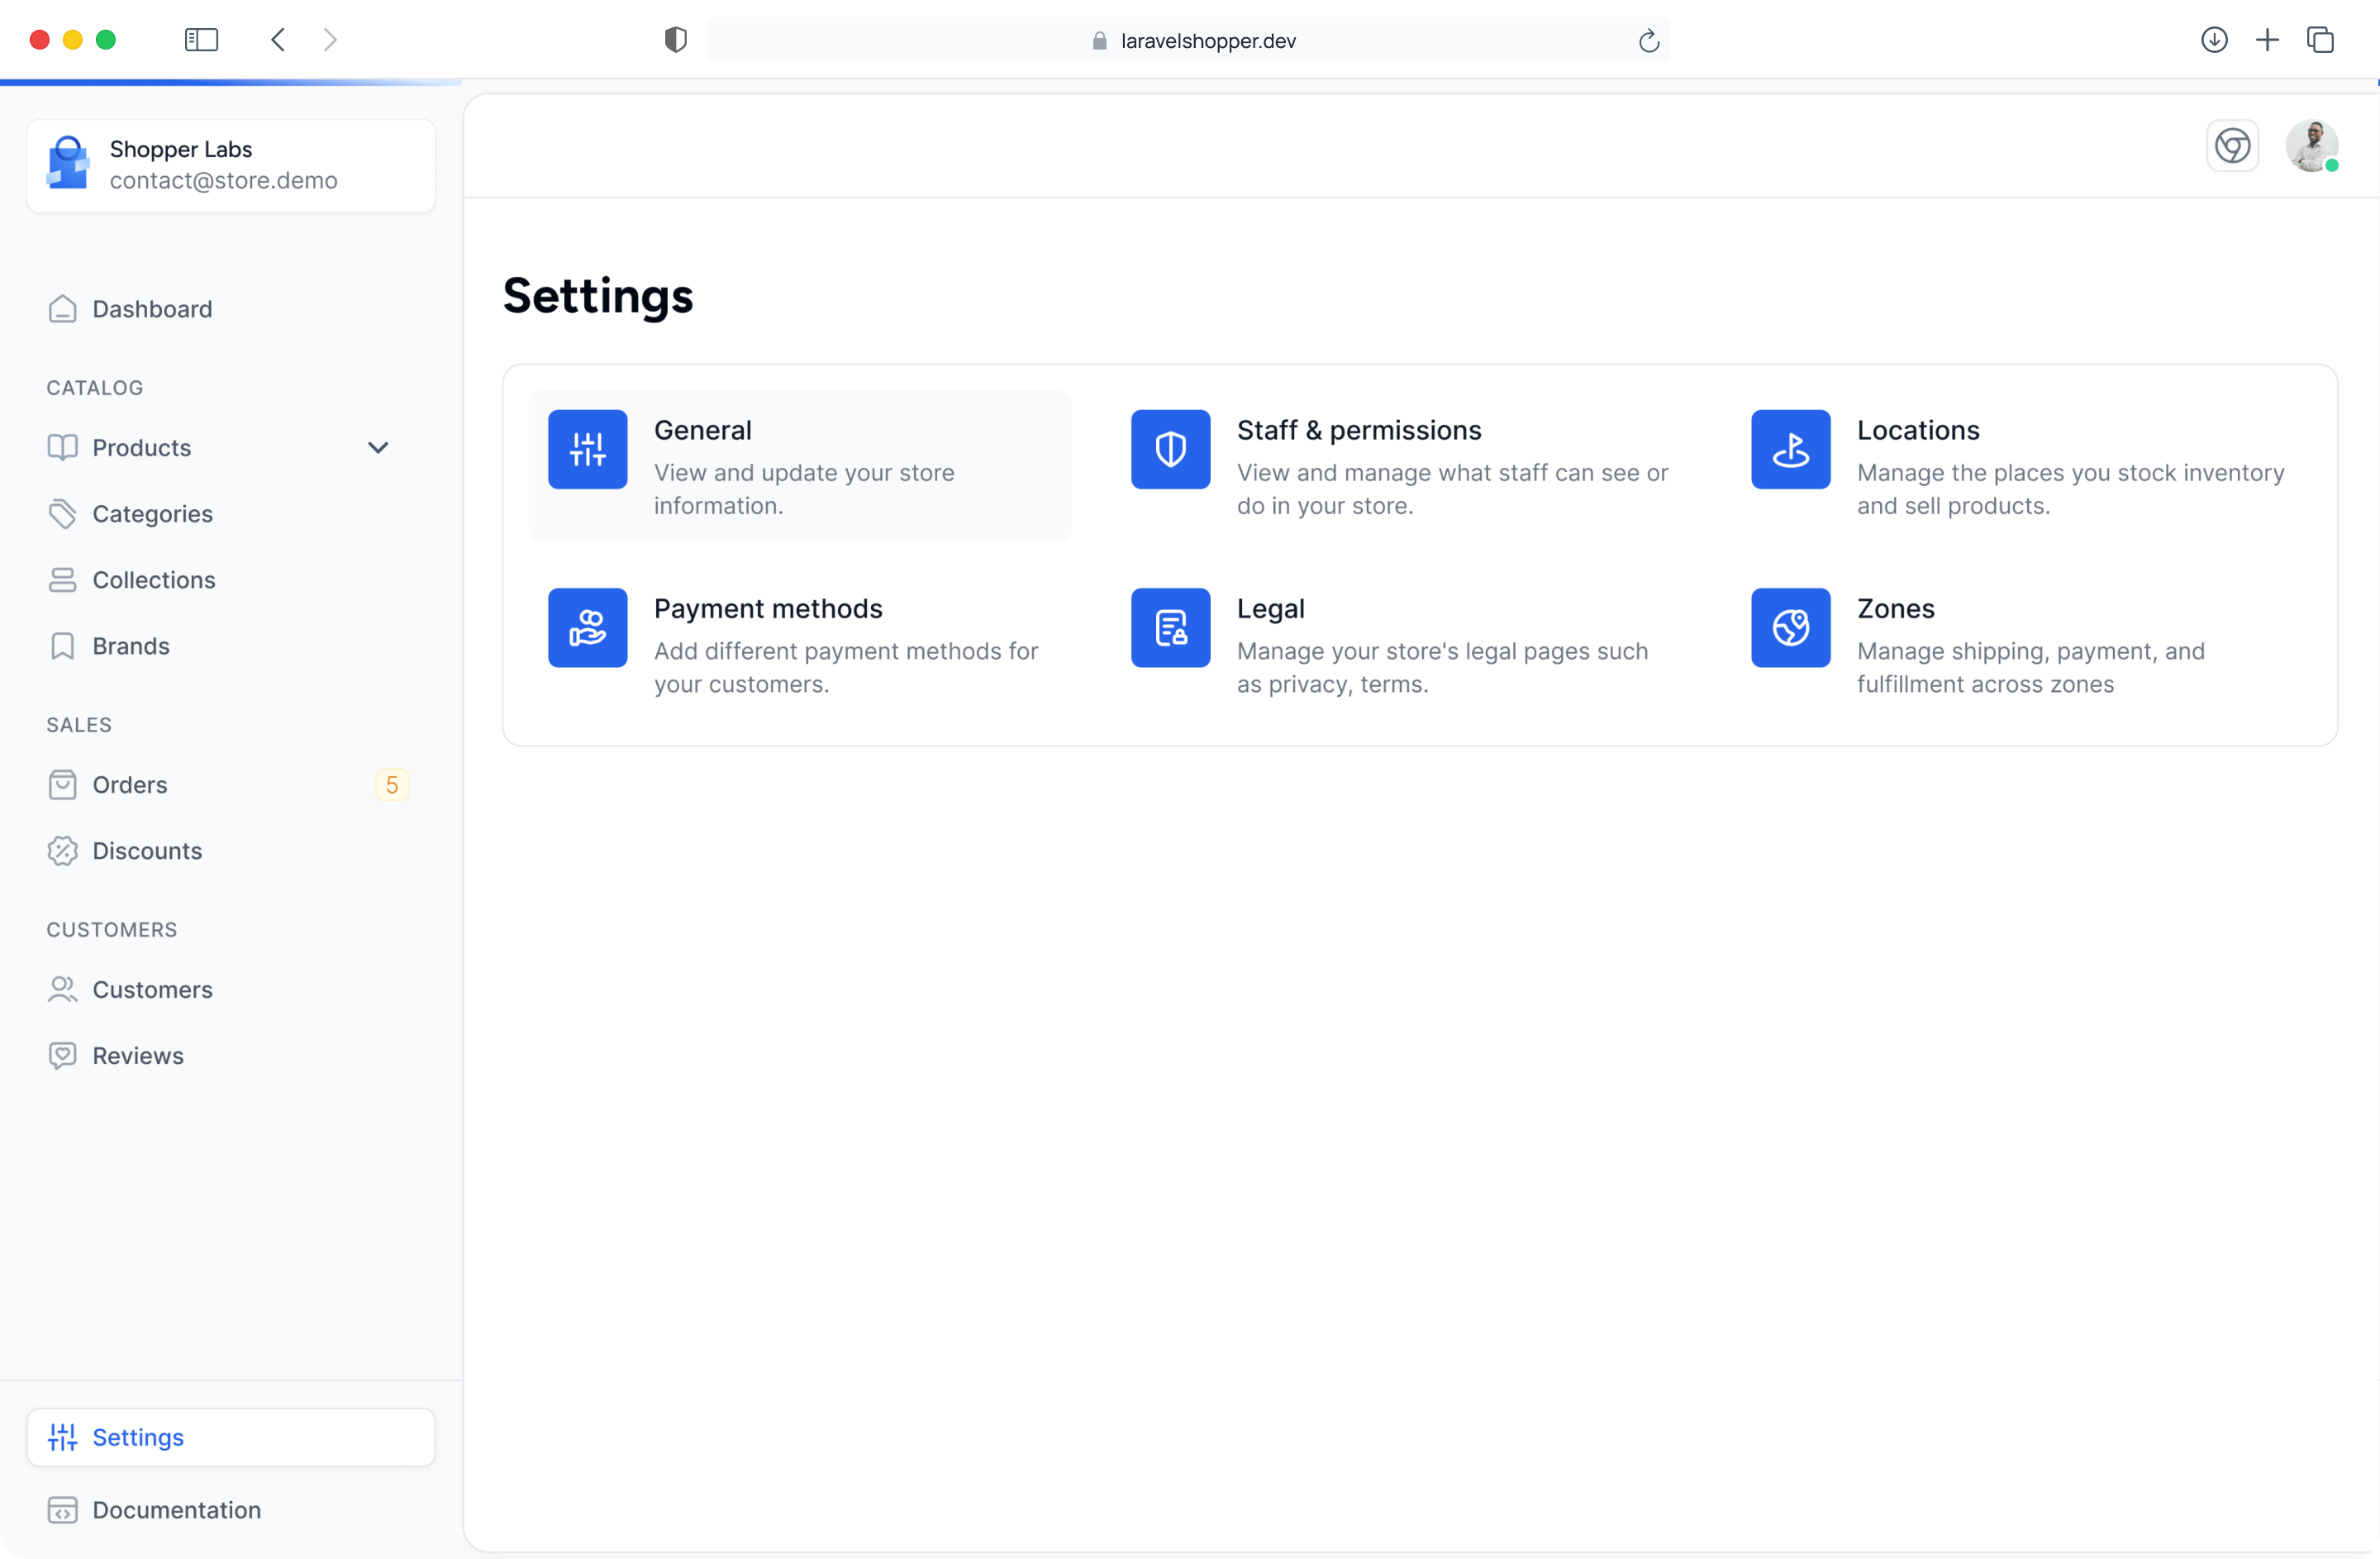 laravelshopper.dev
Shopper Labs
contact@store.demo
Dashboard
CATALOG
Products
Categories
Collections
Brands
SALES
Orders
5
Discounts
CUSTOMERS
Customers
Reviews
Settings
Documentation
Settings
General
View and update your store
information.
Staff & permissions
View and manage what staff can see or
do in your store.
Locations
Manage the places you stock inventory
and sell products.
Payment methods
Add different payment methods for
your customers.
Legal
Manage your store's legal pages such
as privacy, terms.
Zones
Manage shipping, payment, and
fulfillment across zones